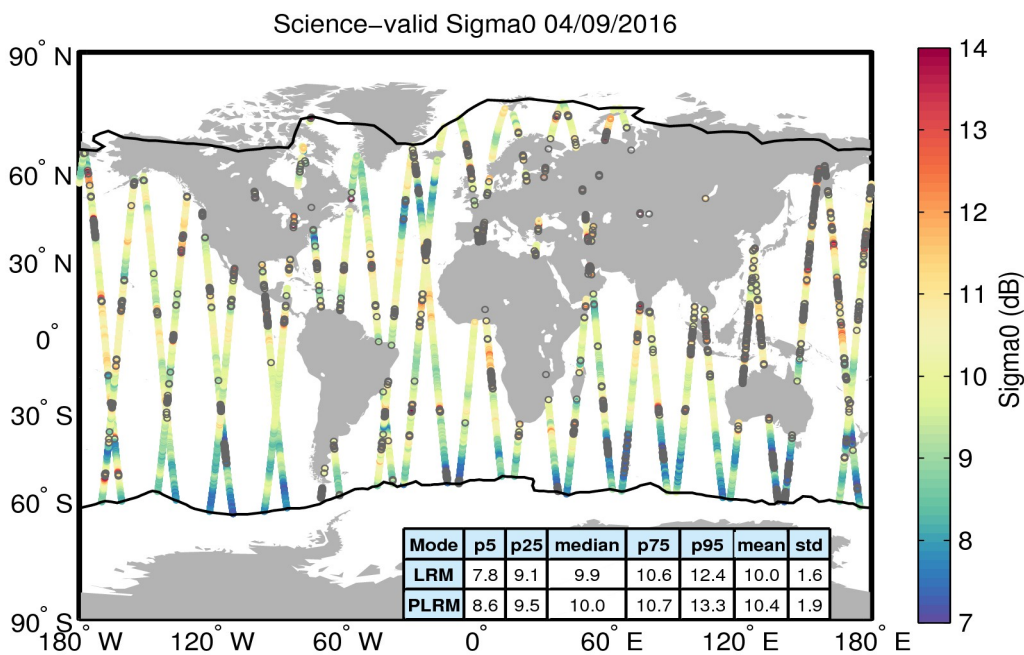 Science−valid Sigma0 04/09/2016
90° N
60° N
30° N
0°
30° S
60° S
90° S
180° W
120° W
60° W
0°
60° E
120° E
180° E
14
13
12
11
10
9
8
7
Sigma0 (dB)
Mode p5 p25 median p75 p95 mean std
LRM 7.8 9.1 9.9 10.6 12.4 10.0 1.6
PLRM 8.6 9.5 10.0 10.7 13.3 10.4 1.9